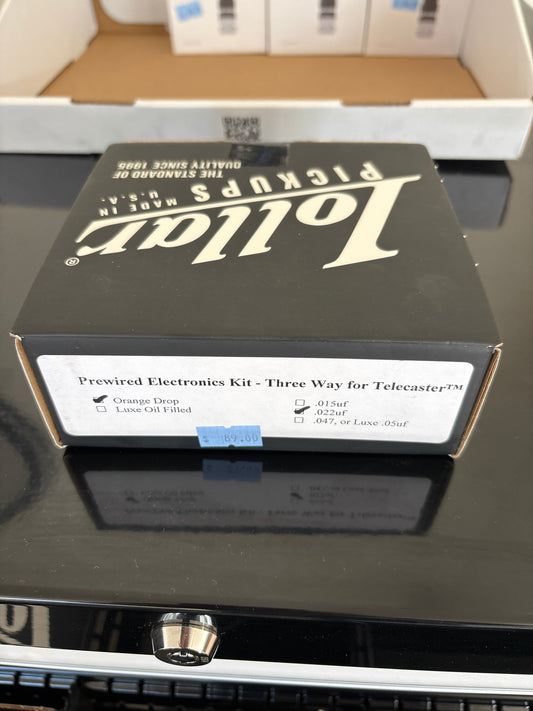 THE STANDARD OF
QUALITY SINCE 1995
MADE IN
U.S.A.
PICKUPS
Lollar
®
Prewired Electronics Kit - Three Way for Telecaster™
Orange Drop
Luxe Oil Filled
.015uf
.022uf
.047, or Luxe .05uf
$ 89.00